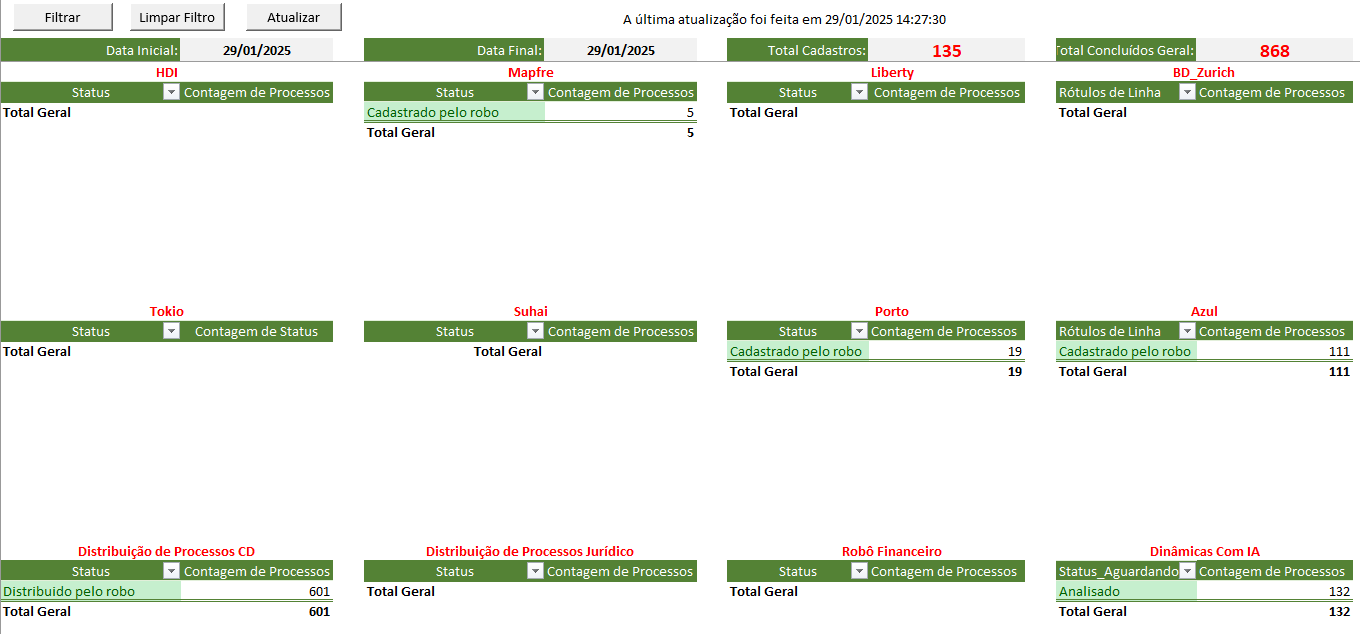 Filtrar Limpar Filtro Atualizar A última atualização foi feita em 29/01/2025 14:27:30
Data Inicial: 29/01/2025 Data Final: 29/01/2025 Total Cadastros: 135 otal Concluídos Geral: 868
HDI Mapfre Liberty BD_Zurich
Status Contagem de Processos Status Contagem de Processos Status Contagem de Processos Rótulos de Linha Contagem de Processos
Total Geral Cadastrado pelo robo 5 Total Geral Total Geral
Total Geral 5
Tokio Suhai Porto Azul
Status Contagem de Status Status Contagem de Processos Status Contagem de Processos Rótulos de Linha Contagem de Processos
Total Geral Total Geral Cadastrado pelo robo 19 Cadastrado pelo robo 111
Total Geral 19 Total Geral 111
Distribuição de Processos CD Distribuição de Processos Jurídico Robô Financeiro Dinâmicas Com IA
Status Contagem de Processos Status Contagem de Processos Status Contagem de Processos Status_Aguardando Contagem de Processos
Distribuido pelo robo 601 Total Geral Total Geral Analisado 132
Total Geral 601 Total Geral 132